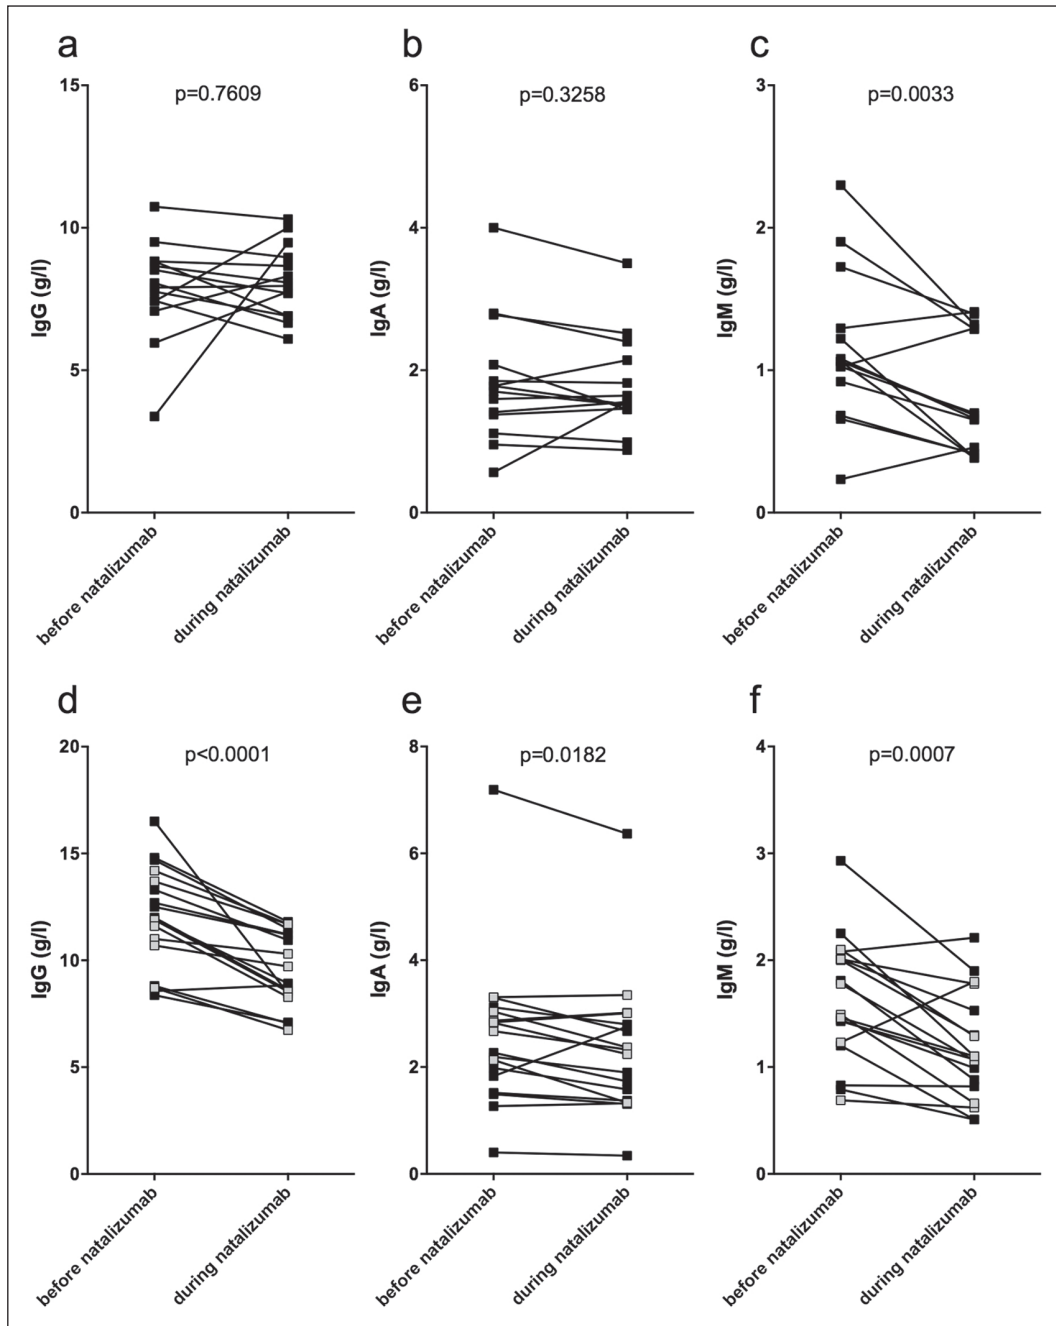 a
p=0.7609
15
10
5
0
IgG (g/l)
before natalizumab
during natalizumab
b
p=0.3258
6
4
2
0
IgA (g/l)
before natalizumab
during natalizumab
c
p=0.0033
3
2
1
0
IgM (g/l)
before natalizumab
during natalizumab
d
p<0.0001
20
15
10
5
0
IgG (g/l)
before natalizumab
during natalizumab
e
p=0.0182
8
6
4
2
0
IgA (g/l)
before natalizumab
during natalizumab
f
p=0.0007
4
3
2
1
0
IgM (g/l)
before natalizumab
during natalizumab